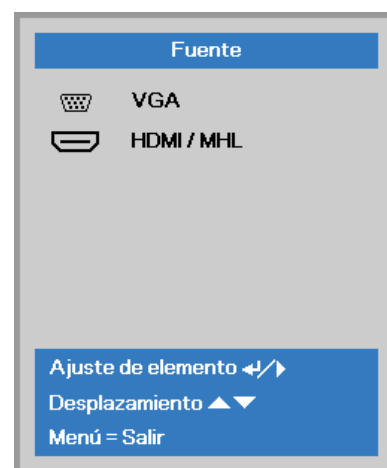 Fuente
VGA
HDMI / MHL
Ajuste de elemento ↵/▶
Desplazamiento ▲▼
Menú = Salir